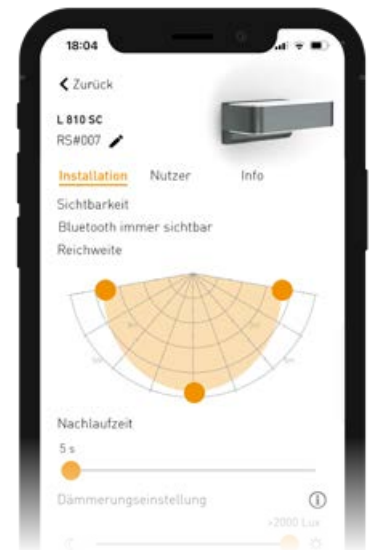 18:04
Zurück
L 810 SC
RS#007
Installation Nutzer Info
Sichtbarkeit
Bluetooth immer sichtbar
Reichweite
Nachlaufzeit
5 s
Dämmerungseinstellung
>2000 Lux